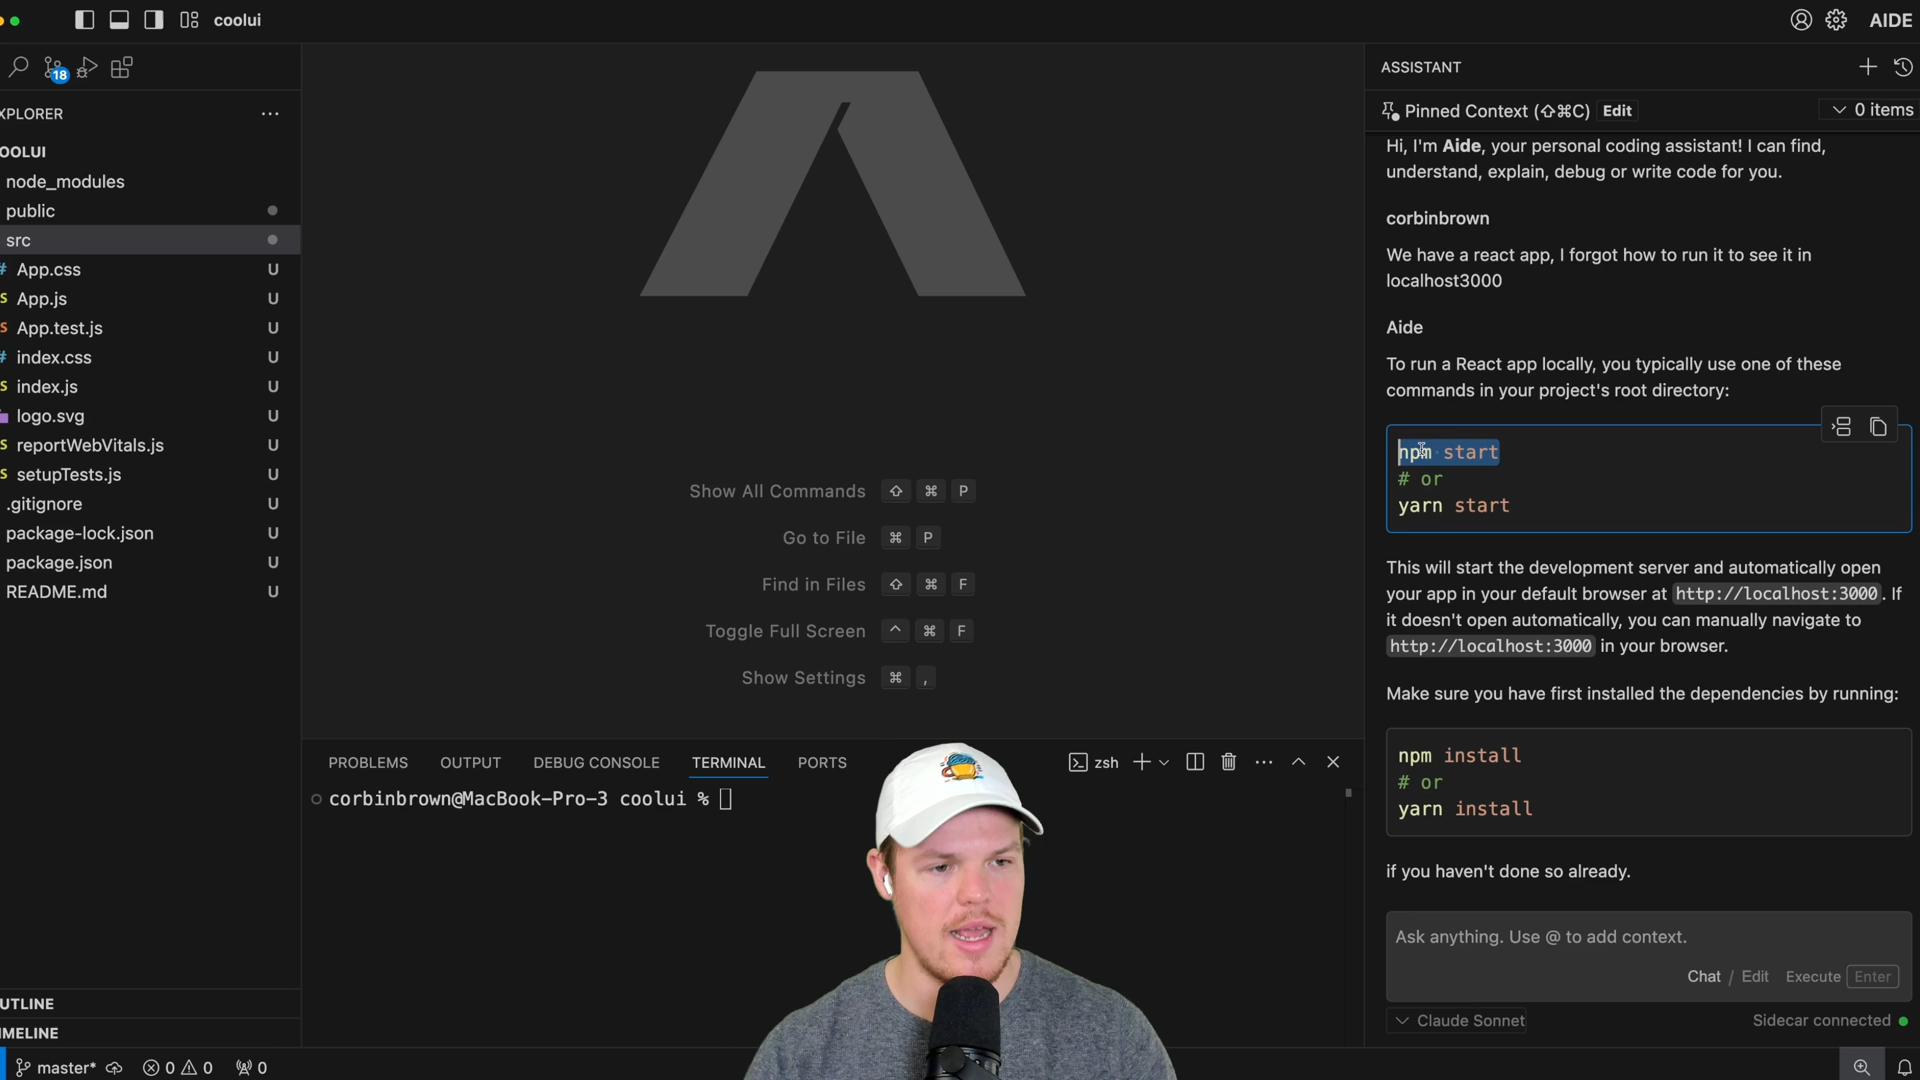 coolui
AIDE
18
XPLORER
OOLUI
node_modules
public
src
# App.css U
S App.js U
S App.test.js U
# index.css U
S index.js U
logo.svg U
S reportWebVitals.js U
S setupTests.js U
.gitignore U
package-lock.json U
package.json U
README.md U
UTLINE
IMELINE
master*
0 0
0
Show All Commands ⇧ ⌘ P
Go to File ⌘ P
Find in Files ⇧ ⌘ F
Toggle Full Screen ^ ⌘ F
Show Settings ⌘ ,
PROBLEMS OUTPUT DEBUG CONSOLE TERMINAL PORTS
zsh
corbinbrown@MacBook-Pro-3 coolui %
ASSISTANT
Pinned Context (⇧⌘C) Edit
0 items
Hi, I'm Aide, your personal coding assistant! I can find,
understand, explain, debug or write code for you.
corbinbrown
We have a react app, I forgot how to run it to see it in
localhost3000
Aide
To run a React app locally, you typically use one of these
commands in your project's root directory:
npm start
# or
yarn start
This will start the development server and automatically open
your app in your default browser at http://localhost:3000. If
it doesn't open automatically, you can manually navigate to
http://localhost:3000 in your browser.
Make sure you have first installed the dependencies by running:
npm install
# or
yarn install
if you haven't done so already.
Ask anything. Use @ to add context.
Chat / Edit Execute Enter
Claude Sonnet
Sidecar connected